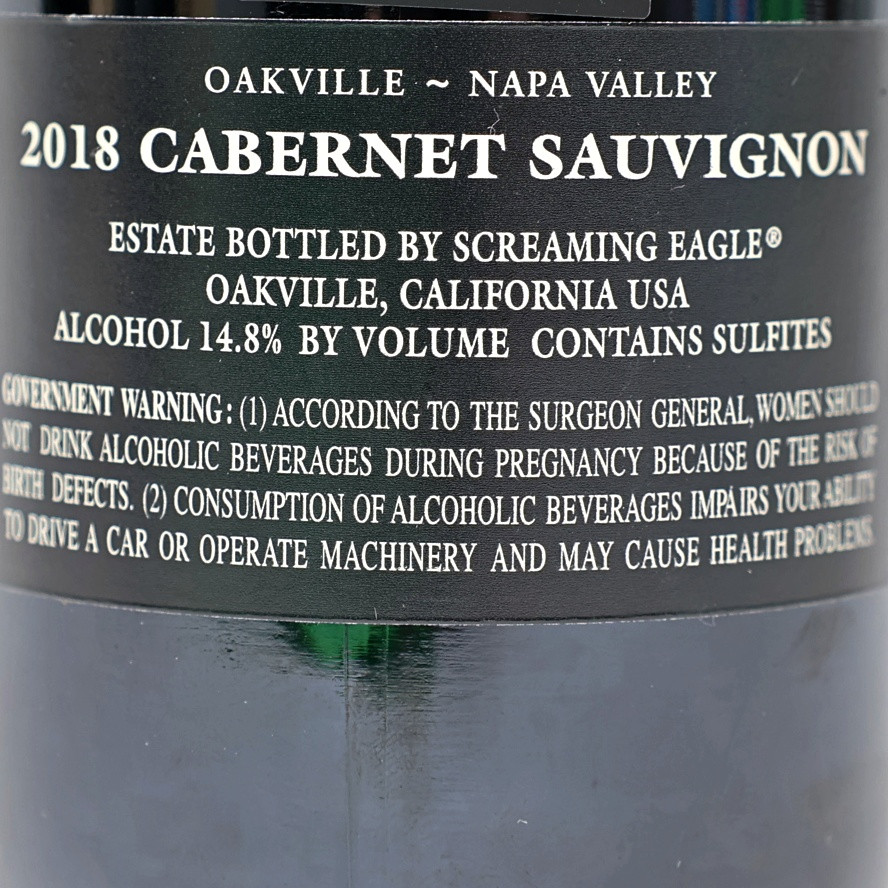 OAKVILLE ~ NAPA VALLEY
2018 CABERNET SAUVIGNON
ESTATE BOTTLED BY SCREAMING EAGLE®
OAKVILLE, CALIFORNIA USA
ALCOHOL 14.8% BY VOLUME CONTAINS SULFITES
GOVERNMENT WARNING: (1) ACCORDING TO THE SURGEON GENERAL, WOMEN SHOULD
NOT DRINK ALCOHOLIC BEVERAGES DURING PREGNANCY BECAUSE OF THE RISK OF
BIRTH DEFECTS. (2) CONSUMPTION OF ALCOHOLIC BEVERAGES IMPAIRS YOUR ABILITY
TO DRIVE A CAR OR OPERATE MACHINERY AND MAY CAUSE HEALTH PROBLEMS.